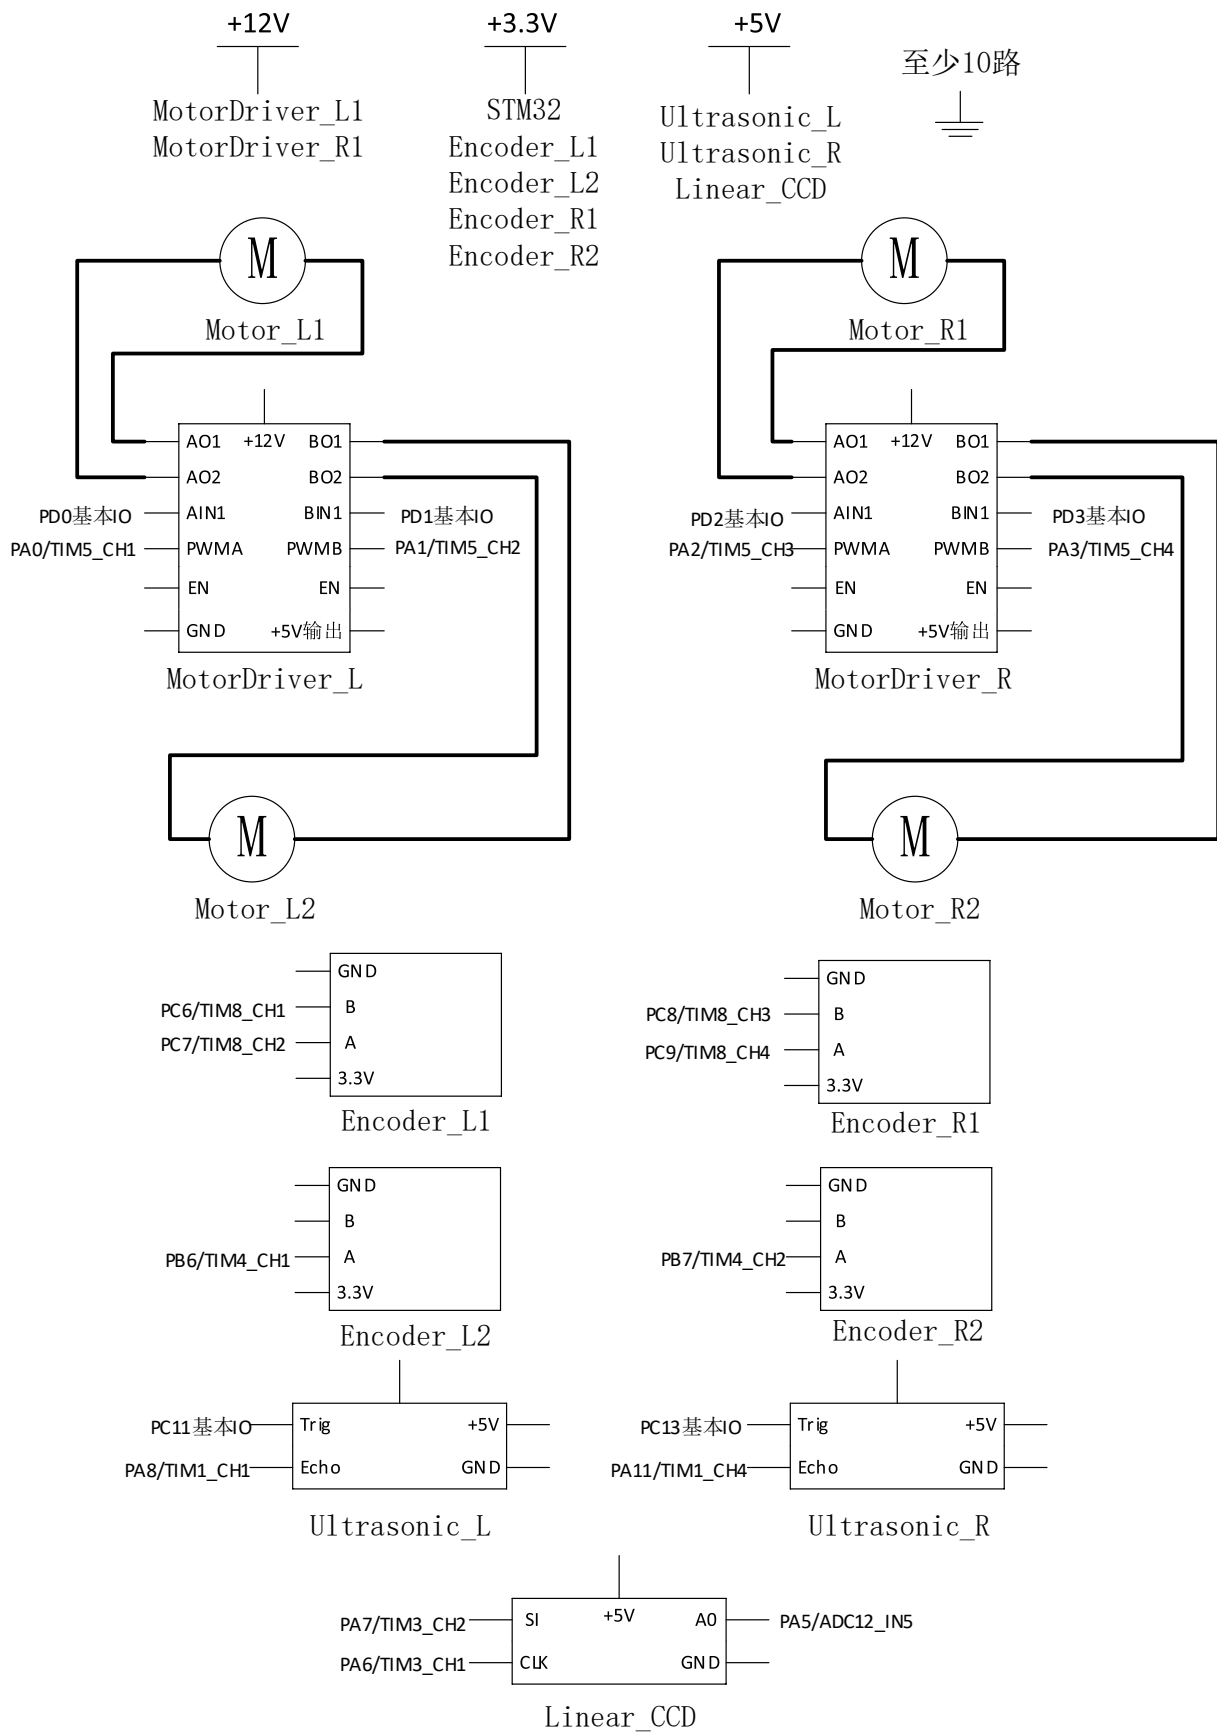 +12V
+3.3V
+5V
至少10路
MotorDriver_L1
MotorDriver_R1
STM32
Encoder_L1
Encoder_L2
Encoder_R1
Encoder_R2
Ultrasonic_L
Ultrasonic_R
Linear_CCD
M
Motor_L1
M
Motor_R1
AO1 +12V BO1
AO2 BO2
PD0基本IO AIN1 BIN1 PD1基本IO
PA0/TIM5_CH1 PWMA PWMB PA1/TIM5_CH2
EN EN
GND +5V输出
MotorDriver_L
AO1 +12V BO1
AO2 BO2
PD2基本IO AIN1 BIN1 PD3基本IO
PA2/TIM5_CH3 PWMA PWMB PA3/TIM5_CH4
EN EN
GND +5V输出
MotorDriver_R
M
Motor_L2
M
Motor_R2
GND
PC6/TIM8_CH1 B
PC7/TIM8_CH2 A
3.3V
Encoder_L1
GND
PC8/TIM8_CH3 B
PC9/TIM8_CH4 A
3.3V
Encoder_R1
GND
B
PB6/TIM4_CH1 A
3.3V
Encoder_L2
GND
B
PB7/TIM4_CH2 A
3.3V
Encoder_R2
PC11基本IO Trig +5V
PA8/TIM1_CH1 Echo GND
Ultrasonic_L
PC13基本IO Trig +5V
PA11/TIM1_CH4 Echo GND
Ultrasonic_R
PA7/TIM3_CH2 SI +5V A0 PA5/ADC12_IN5
PA6/TIM3_CH1 CLK GND
Linear_CCD